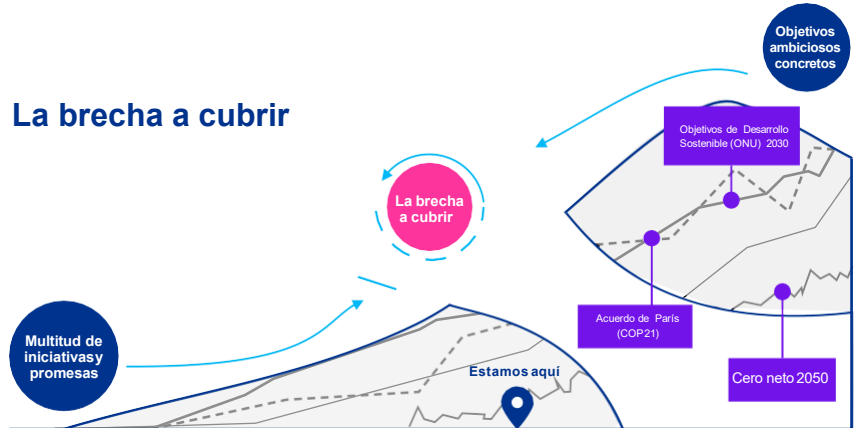 Objetivos
ambiciosos
concretos
La brecha a cubrir
Objetivos de Desarrollo
Sostenible (ONU) 2030
La brecha
a cubrir
Acuerdo de París
(COP21)
Multitud de
iniciativas y
promesas
Estamos aquí
Cero neto 2050